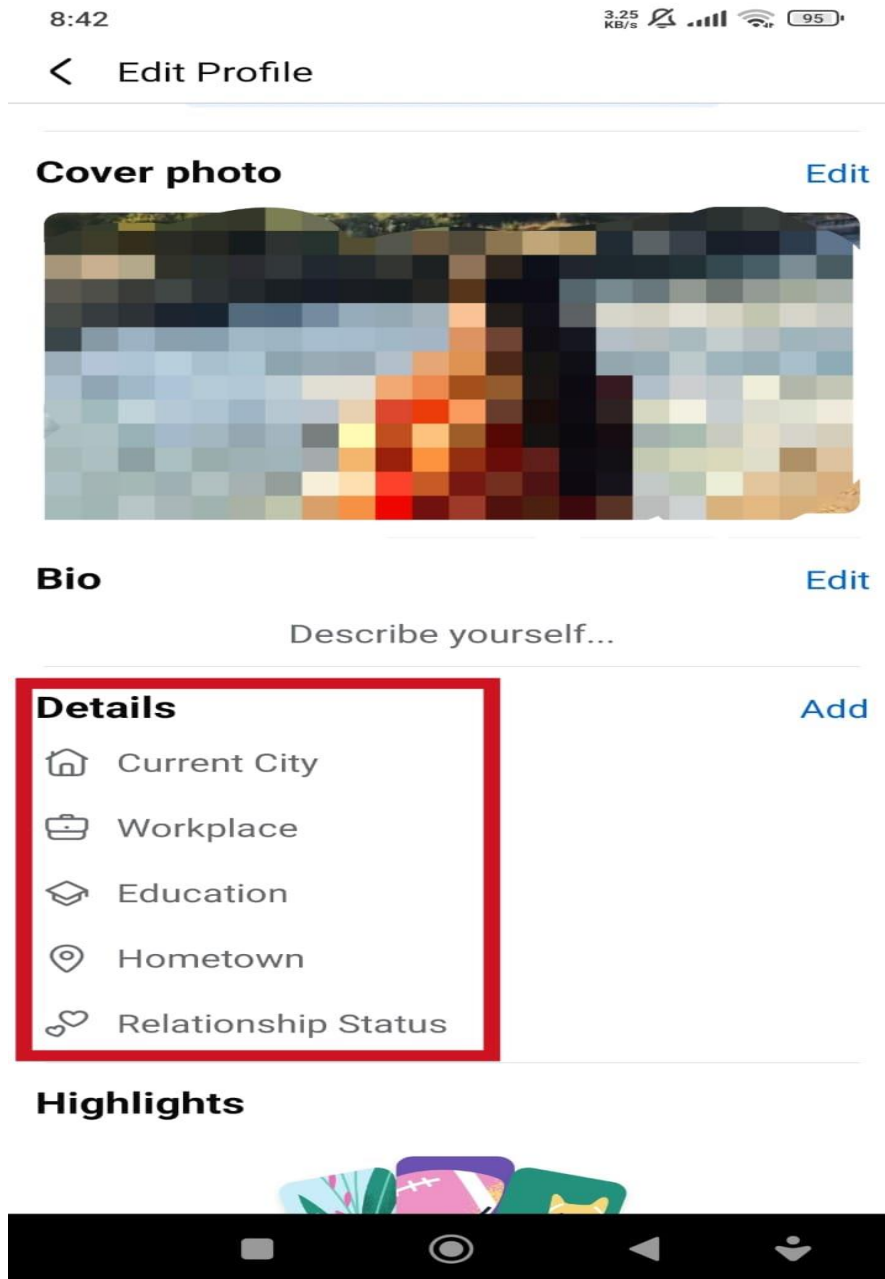 8:42
3.25
KB/s
95
Edit Profile
Cover photo
Edit
Bio
Edit
Describe yourself...
Details
Add
Current City
Workplace
Education
Hometown
Relationship Status
Highlights